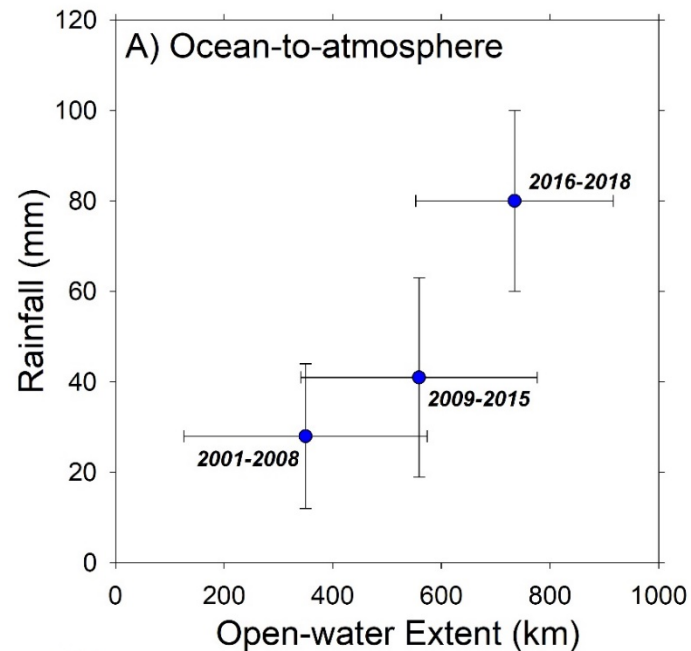 A) Ocean-to-atmosphere
120
100
80
60
40
20
0
Rainfall (mm)
2016-2018
2009-2015
2001-2008
0 200 400 600 800 1000
Open-water Extent (km)